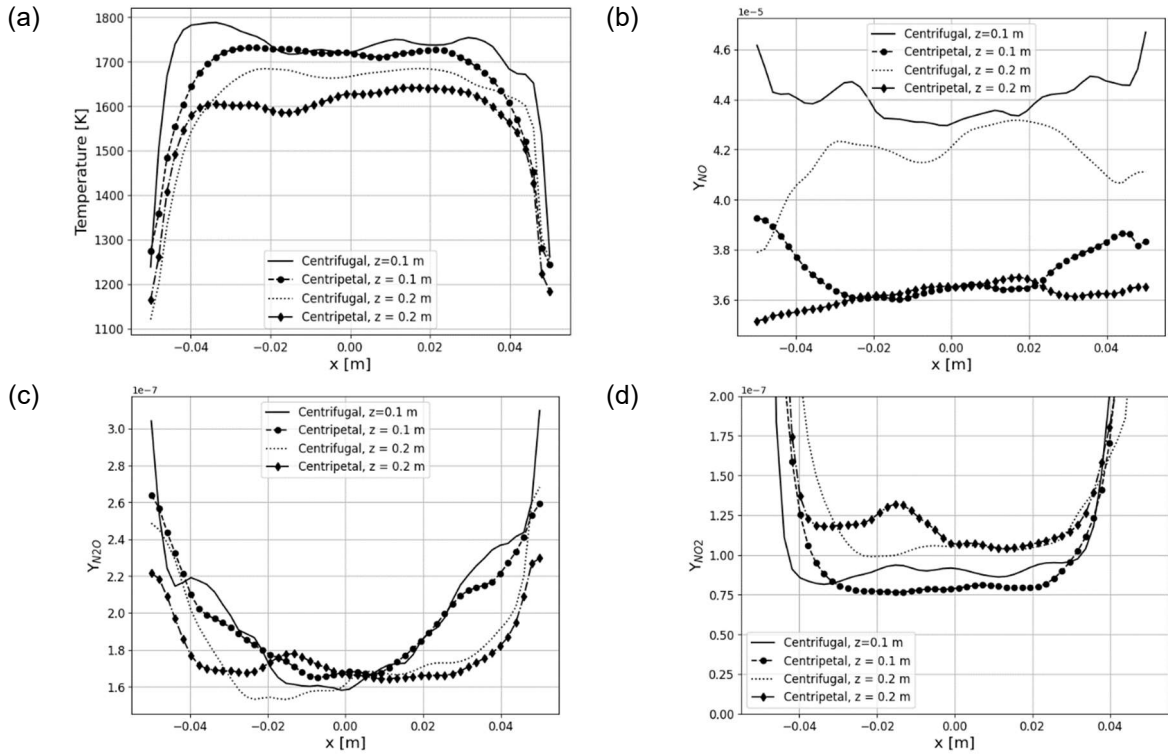 (a)
Temperature [K]
1800
1700
1600
1500
1400
1300
1200
1100
Centrifugal, z=0.1 m
Centripetal, z = 0.1 m
Centrifugal, z = 0.2 m
Centripetal, z = 0.2 m
−0.04 −0.02 0.00 0.02 0.04
x [m]
(b)
1e−5
Y_NO
4.6
4.4
4.2
4.0
3.8
3.6
Centrifugal, z=0.1 m
Centripetal, z = 0.1 m
Centrifugal, z = 0.2 m
Centripetal, z = 0.2 m
−0.04 −0.02 0.00 0.02 0.04
x [m]
(c)
1e−7
Y_N2O
3.0
2.8
2.6
2.4
2.2
2.0
1.8
1.6
Centrifugal, z=0.1 m
Centripetal, z = 0.1 m
Centrifugal, z = 0.2 m
Centripetal, z = 0.2 m
−0.04 −0.02 0.00 0.02 0.04
x [m]
(d)
1e−7
Y_NO2
2.00
1.75
1.50
1.25
1.00
0.75
0.50
0.25
0.00
Centrifugal, z=0.1 m
Centripetal, z = 0.1 m
Centrifugal, z = 0.2 m
Centripetal, z = 0.2 m
−0.04 −0.02 0.00 0.02 0.04
x [m]